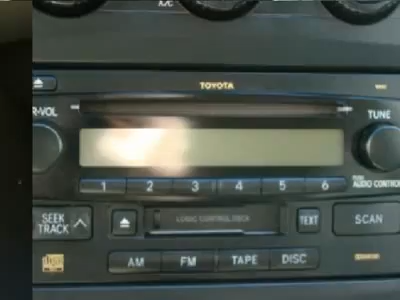 A/C
TOYOTA
R-VOL
TUNE
1 2 3 4 5 6
PUSH
AUDIO CONTROL
SEEK
TRACK
LOGIC CONTROL DECK
TEXT
SCAN
AM FM TAPE DISC